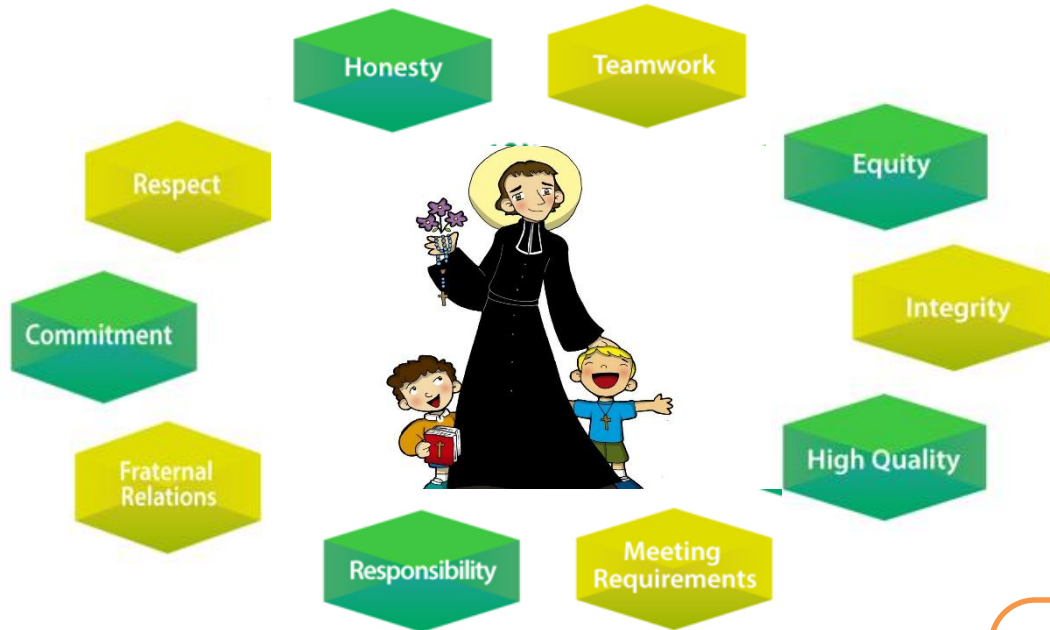 Honesty
Teamwork
Respect
Equity
Commitment
Integrity
Fraternal
Relations
High Quality
Responsibility
Meeting
Requirements